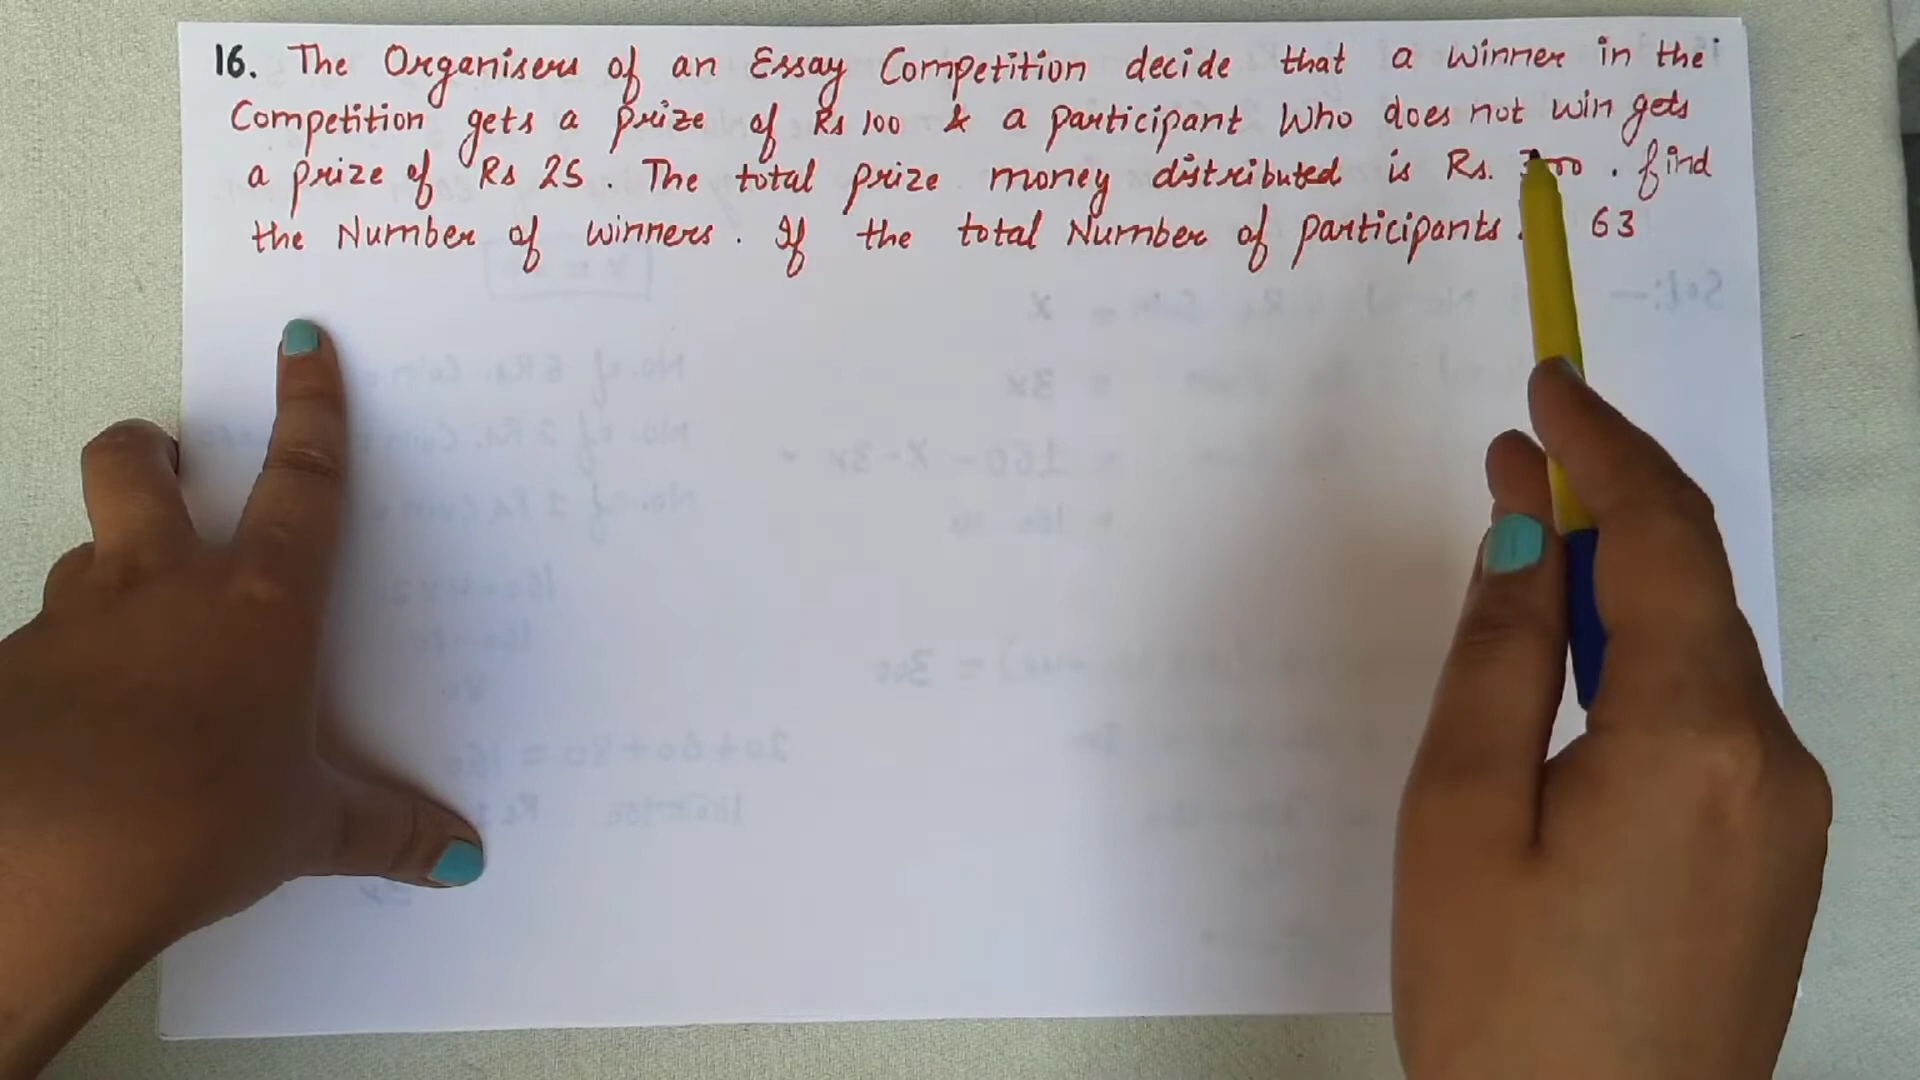 16. The Organisers of an Essay Competition decide that a winner in the
Competition gets a prize of Rs 100 & a participant Who does not win gets
a prize of Rs 25. The total prize money distributed is Rs. . find
the Number of winners. If the total Number of participants 63